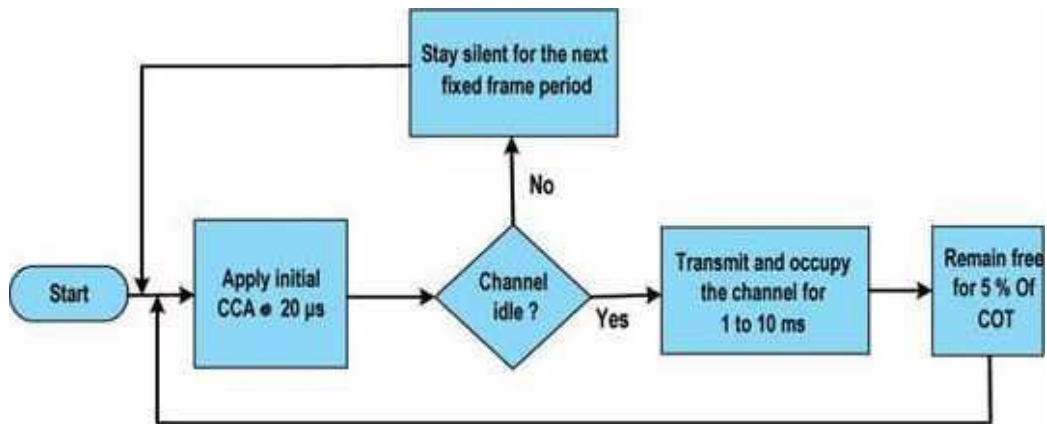 Stay silent for the next
fixed frame period
No
Start
Apply initial
CCA @ 20 µs
Channel
idle ?
Yes
Transmit and occupy
the channel for
1 to 10 ms
Remain free
for 5 % Of
COT